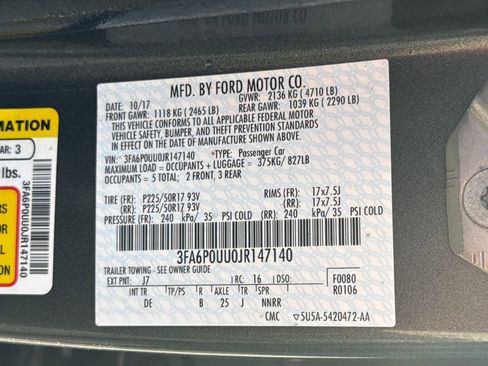 MFD. BY FORD MOTOR CO.
DATE: 10/17 GVWR: 2136 KG ( 4710 LB)
FRONT GAWR: 1118 KG ( 2465 LB) REAR GAWR: 1039 KG ( 2290 LB)
THIS VEHICLE CONFORMS TO ALL APPLICABLE FEDERAL MOTOR
VEHICLE SAFETY, BUMPER, AND THEFT PREVENTION STANDARDS IN
EFFECT ON THE DATE OF MANUFACTURE SHOWN ABOVE.
VIN: 3FA6P0UU0JR147140 *TYPE: Passenger Car
MAXIMUM LOAD = OCCUPANTS + LUGGAGE = 375KG/ 827LB
OCCUPANTS = 5 TOTAL: 2 FRONT, 3 REAR
TIRE (FR): P225/50R17 93V RIMS (FR): 17x7.5J
(RR): P225/50R17 93V (RR): 17x7.5J
PRESSURE (FR): 240 kPa/ 35 PSI COLD (RR): 240 kPa/ 35 PSI COLD
3FA6P0UU0JR147140
TRAILER TOWING - SEE OWNER GUIDE
EXT PNT: J7 RC: 16 DSO: F0080
INT TR TP/PS R AXLE TR SPR R0106
DE B 25 J NNRR
CMC 5U5A-5420472-AA
MATION
AR: 3
lbs.
3FA6P0UU0JR147140